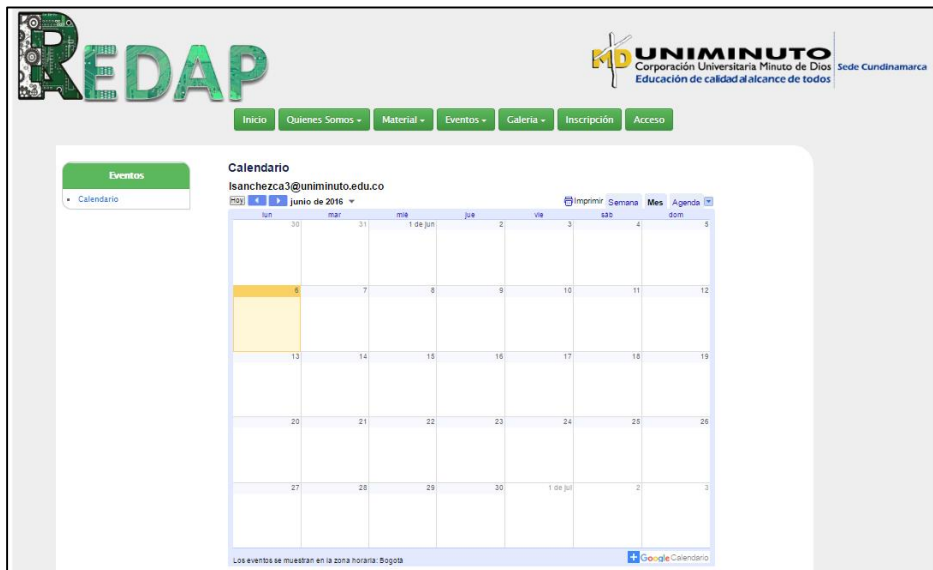 REDAP
UNIMINUTO
Corporación Universitaria Minuto de Dios
Educación de calidad al alcance de todos
Sede Cundinamarca
Inicio Quienes Somos Material Eventos Galeria Inscripción Acceso
Eventos
Calendario
Calendario
lsanchezca3@uniminuto.edu.co
Hoy junio de 2016 Imprimir Semana Mes Agenda
lun mar mié jue vie sáb dom
30 31 1 de jun 2 3 4 5
6 7 8 9 10 11 12
13 14 15 16 17 18 19
20 21 22 23 24 25 26
27 28 29 30 1 de jul 2 3
Los eventos se muestran en la zona horaria: Bogotá
+ Google Calendario